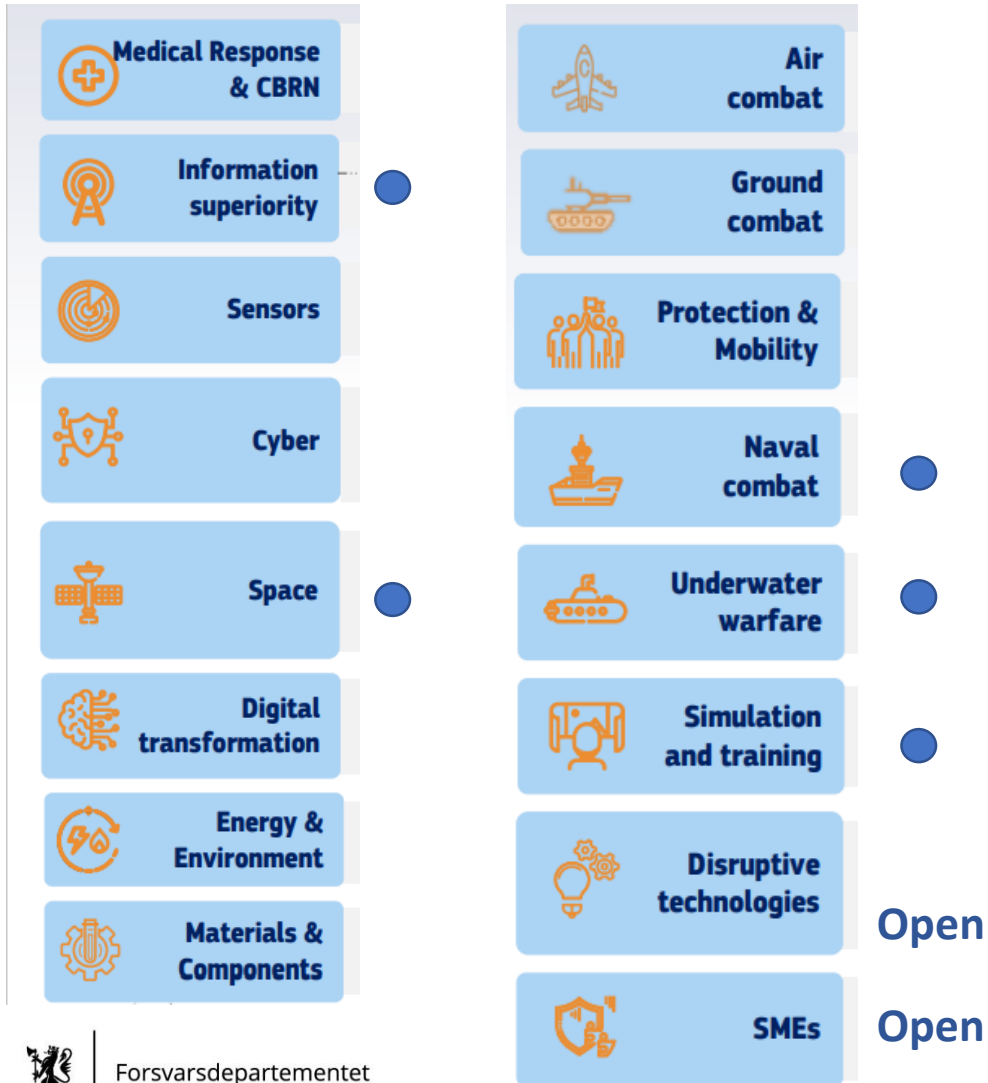 Medical Response
& CBRN
Information
superiority
Sensors
Cyber
Space
Digital
transformation
Energy &
Environment
Materials &
Components
Forsvarsdepartementet
Air
combat
Ground
combat
Protection &
Mobility
Naval
combat
Underwater
warfare
Simulation
and training
Disruptive
technologies
Open
SMEs
Open